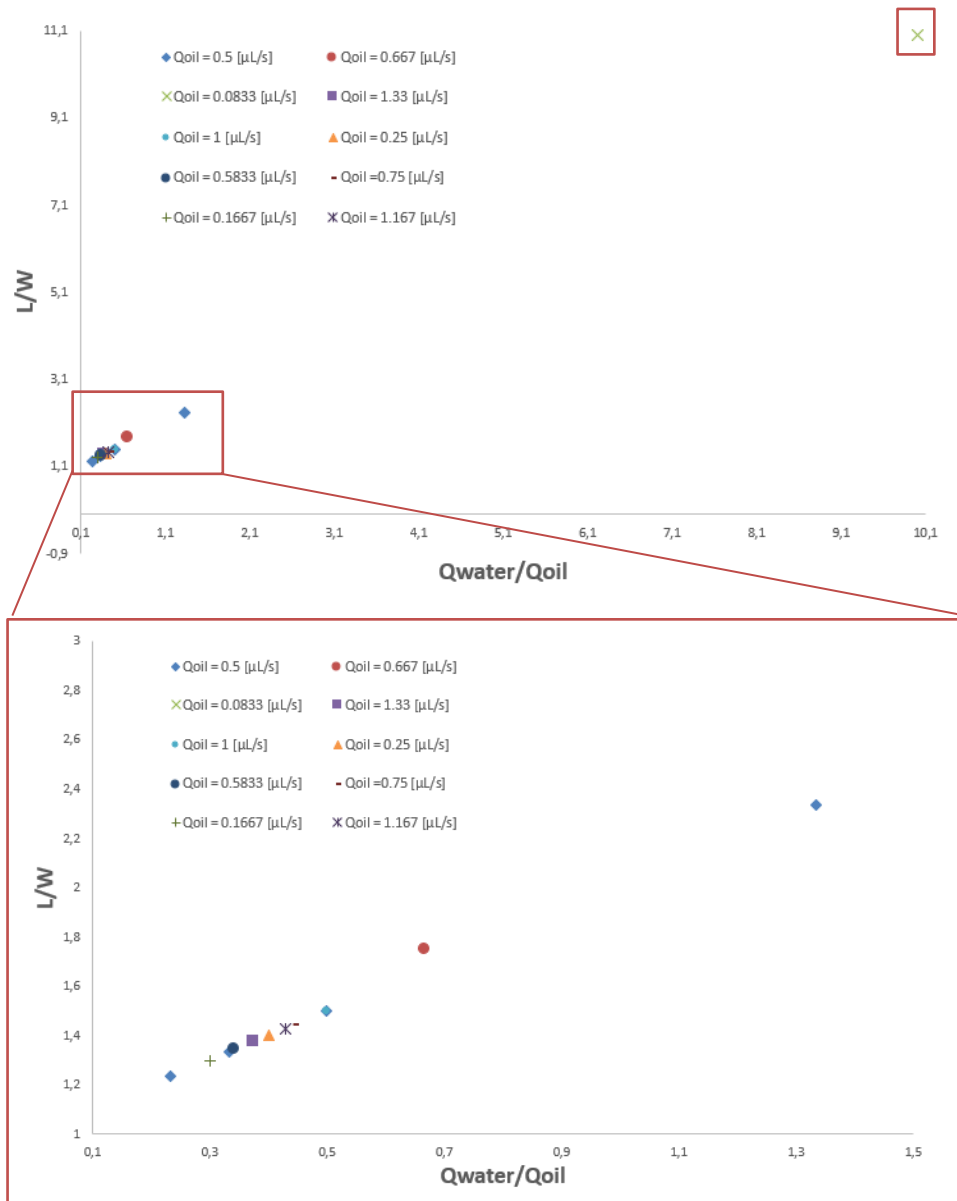 11,1
9,1
7,1
5,1
3,1
1,1
-0,9
L/W
Qoil = 0.5 [µL/s] Qoil = 0.667 [µL/s]
Qoil = 0.0833 [µL/s] Qoil = 1.33 [µL/s]
Qoil = 1 [µL/s] Qoil = 0.25 [µL/s]
Qoil = 0.5833 [µL/s] Qoil =0.75 [µL/s]
Qoil = 0.1667 [µL/s] Qoil = 1.167 [µL/s]
0,1 1,1 2,1 3,1 4,1 5,1 6,1 7,1 8,1 9,1 10,1
Qwater/Qoil
3
2,8
2,6
2,4
2,2
2
1,8
1,6
1,4
1,2
1
L/W
Qoil = 0.5 [µL/s] Qoil = 0.667 [µL/s]
Qoil = 0.0833 [µL/s] Qoil = 1.33 [µL/s]
Qoil = 1 [µL/s] Qoil = 0.25 [µL/s]
Qoil = 0.5833 [µL/s] Qoil =0.75 [µL/s]
Qoil = 0.1667 [µL/s] Qoil = 1.167 [µL/s]
0,1 0,3 0,5 0,7 0,9 1,1 1,3 1,5
Qwater/Qoil